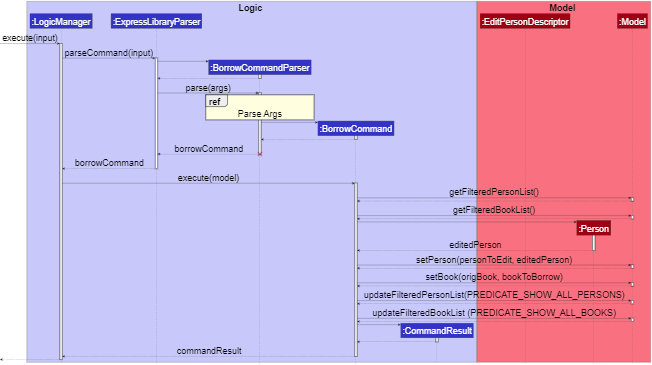 Logic
Model
:LogicManager
:ExpressLibraryParser
:EditPersonDescriptor
:Model
execute(input)
parseCommand(input)
:BorrowCommandParser
parse(args)
ref
Parse Args
:BorrowCommand
borrowCommand
borrowCommand
execute(model)
getFilteredPersonList()
getFilteredBookList()
:Person
editedPerson
setPerson(personToEdit, editedPerson)
setBook(origBook, bookToBorrow)
updateFilteredPersonList(PREDICATE_SHOW_ALL_PERSONS)
updateFilteredBookList (PREDICATE_SHOW_ALL_BOOKS)
:CommandResult
commandResult